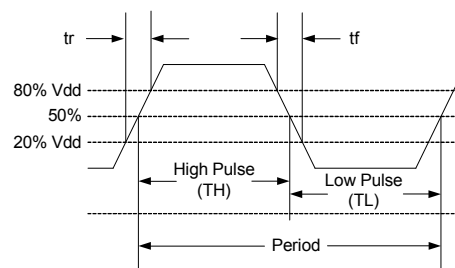 tr
tf
80% Vdd
50%
20% Vdd
High Pulse
(TH)
Low Pulse
(TL)
Period